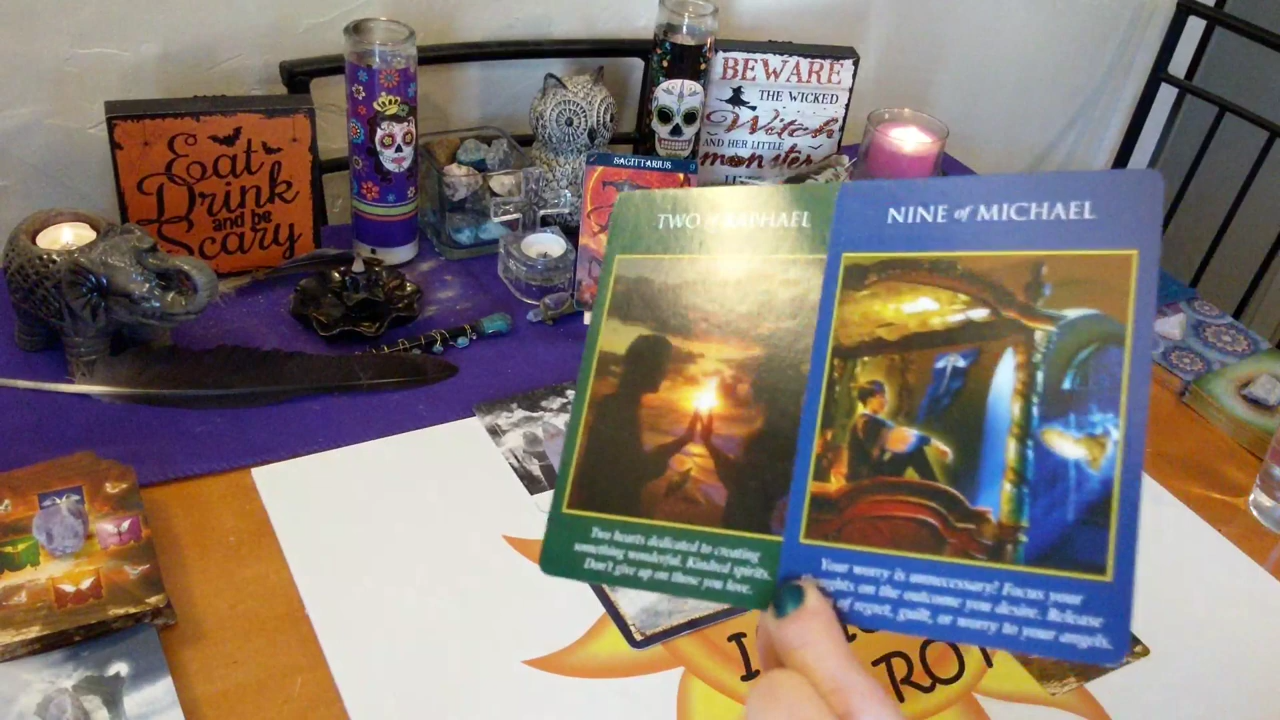 Eat
Drink
and be
Scary
BEWARE
THE WICKED
Witch
AND HER LITTLE
monsters
SAGITTARIUS 9
TWO of RAPHAEL
Two hearts dedicated to creating
something wonderful. Kindred spirits.
Don't give up on those you love.
NINE of MICHAEL
Your worry is unnecessary! Focus your
on the outcome you desire. Release
of regret, guilt, or worry to your angels.